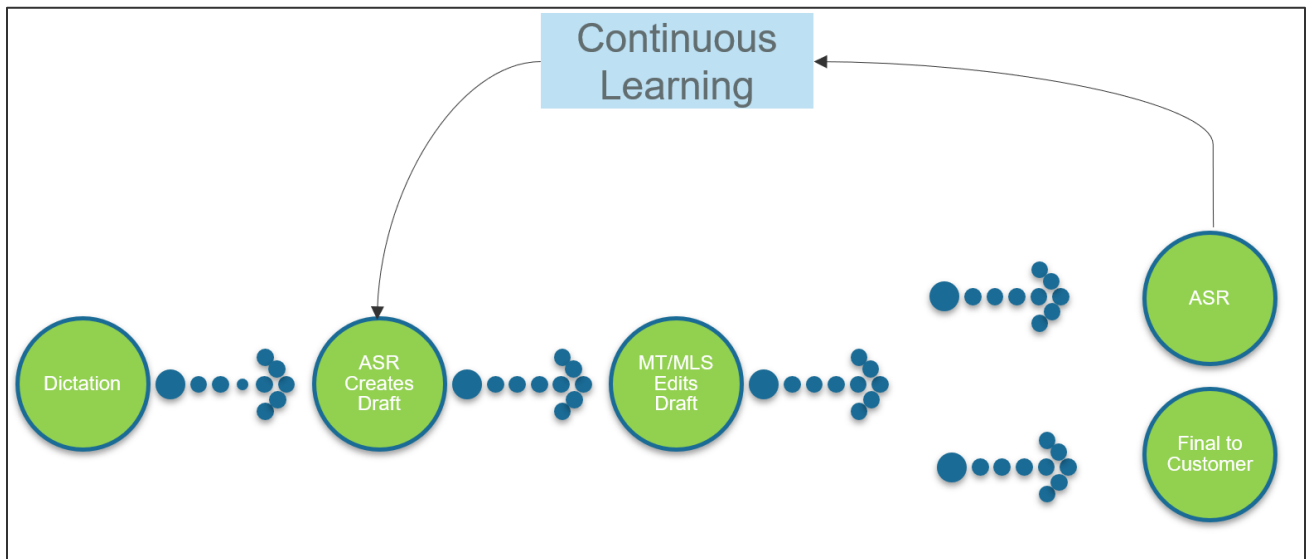 Continuous
Learning
Dictation
ASR
Creates
Draft
MT/MLS
Edits
Draft
ASR
Final to
Customer